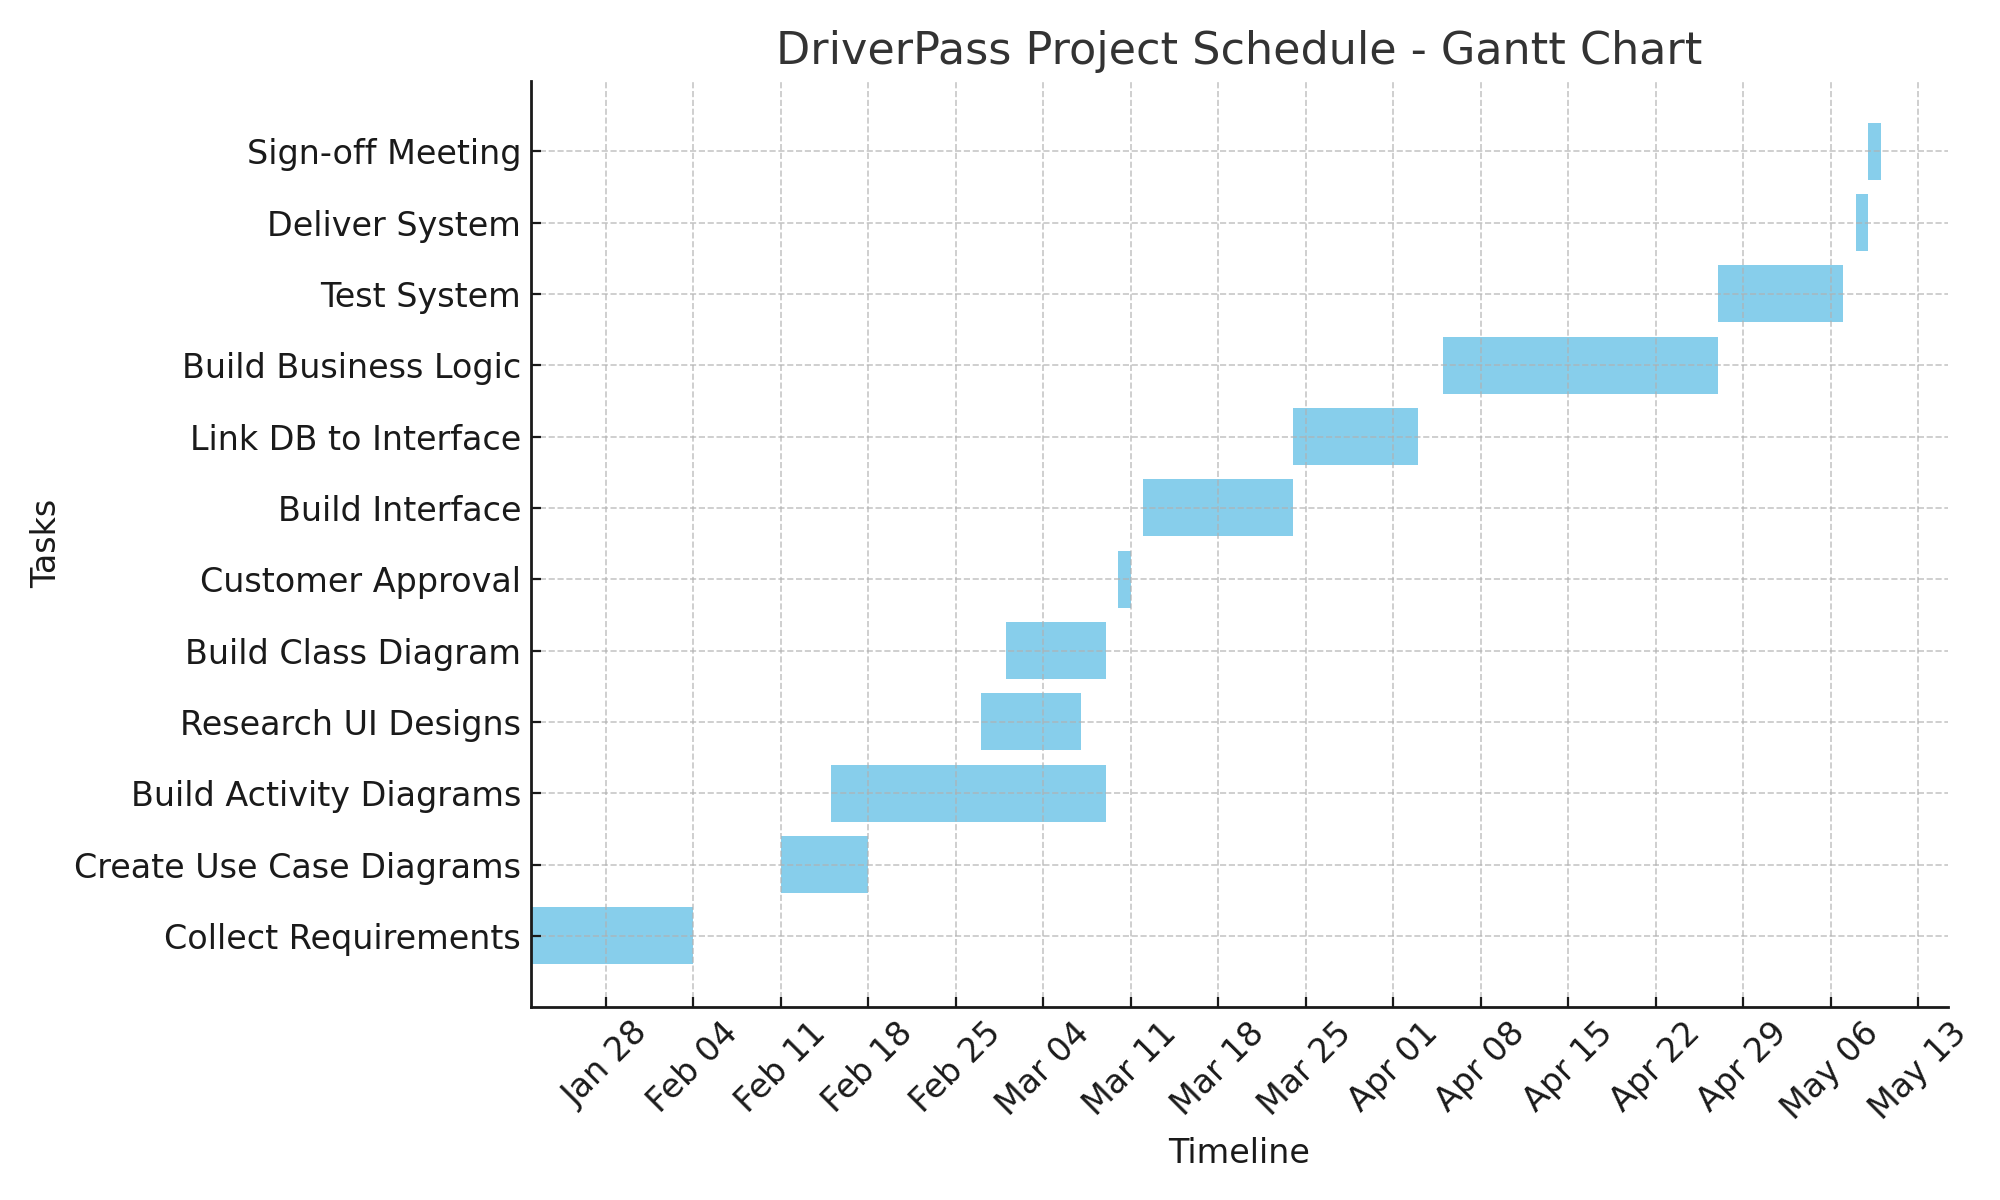 DriverPass Project Schedule - Gantt Chart
Sign-off Meeting
Deliver System
Test System
Build Business Logic
Link DB to Interface
Build Interface
Customer Approval
Build Class Diagram
Research UI Designs
Build Activity Diagrams
Create Use Case Diagrams
Collect Requirements
Tasks
Jan 28
Feb 04
Feb 11
Feb 18
Feb 25
Mar 04
Mar 11
Mar 18
Mar 25
Apr 01
Apr 08
Apr 15
Apr 22
Apr 29
May 06
May 13
Timeline